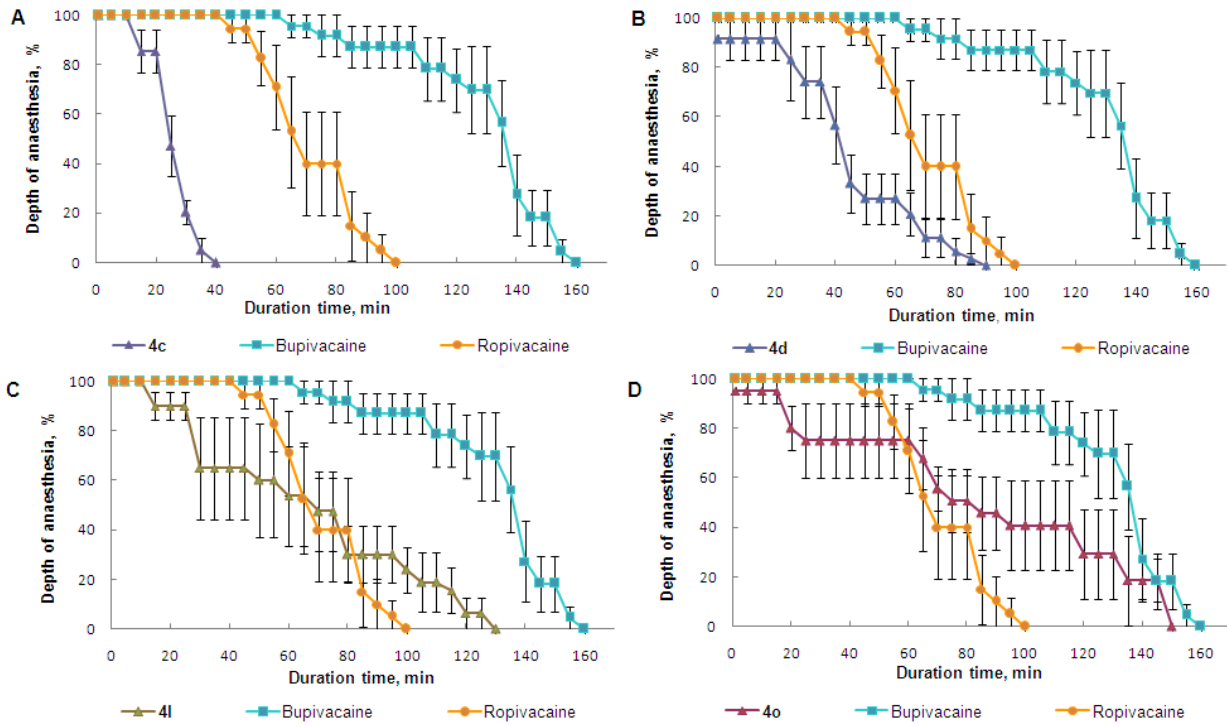 A
Depth of anaesthesia, %
100
80
60
40
20
0
0 20 40 60 80 100 120 140 160
Duration time, min
4c Bupivacaine Ropivacaine
B
Depth of anaesthesia, %
100
80
60
40
20
0
0 20 40 60 80 100 120 140 160
Duration time, min
4d Bupivacaine Ropivacaine
C
Depth of anaesthesia, %
100
80
60
40
20
0
0 20 40 60 80 100 120 140 160
Duration time, min
4l Bupivacaine Ropivacaine
D
Depth of anaesthesia, %
100
80
60
40
20
0
0 20 40 60 80 100 120 140 160
Duration time, min
4o Bupivacaine Ropivacaine